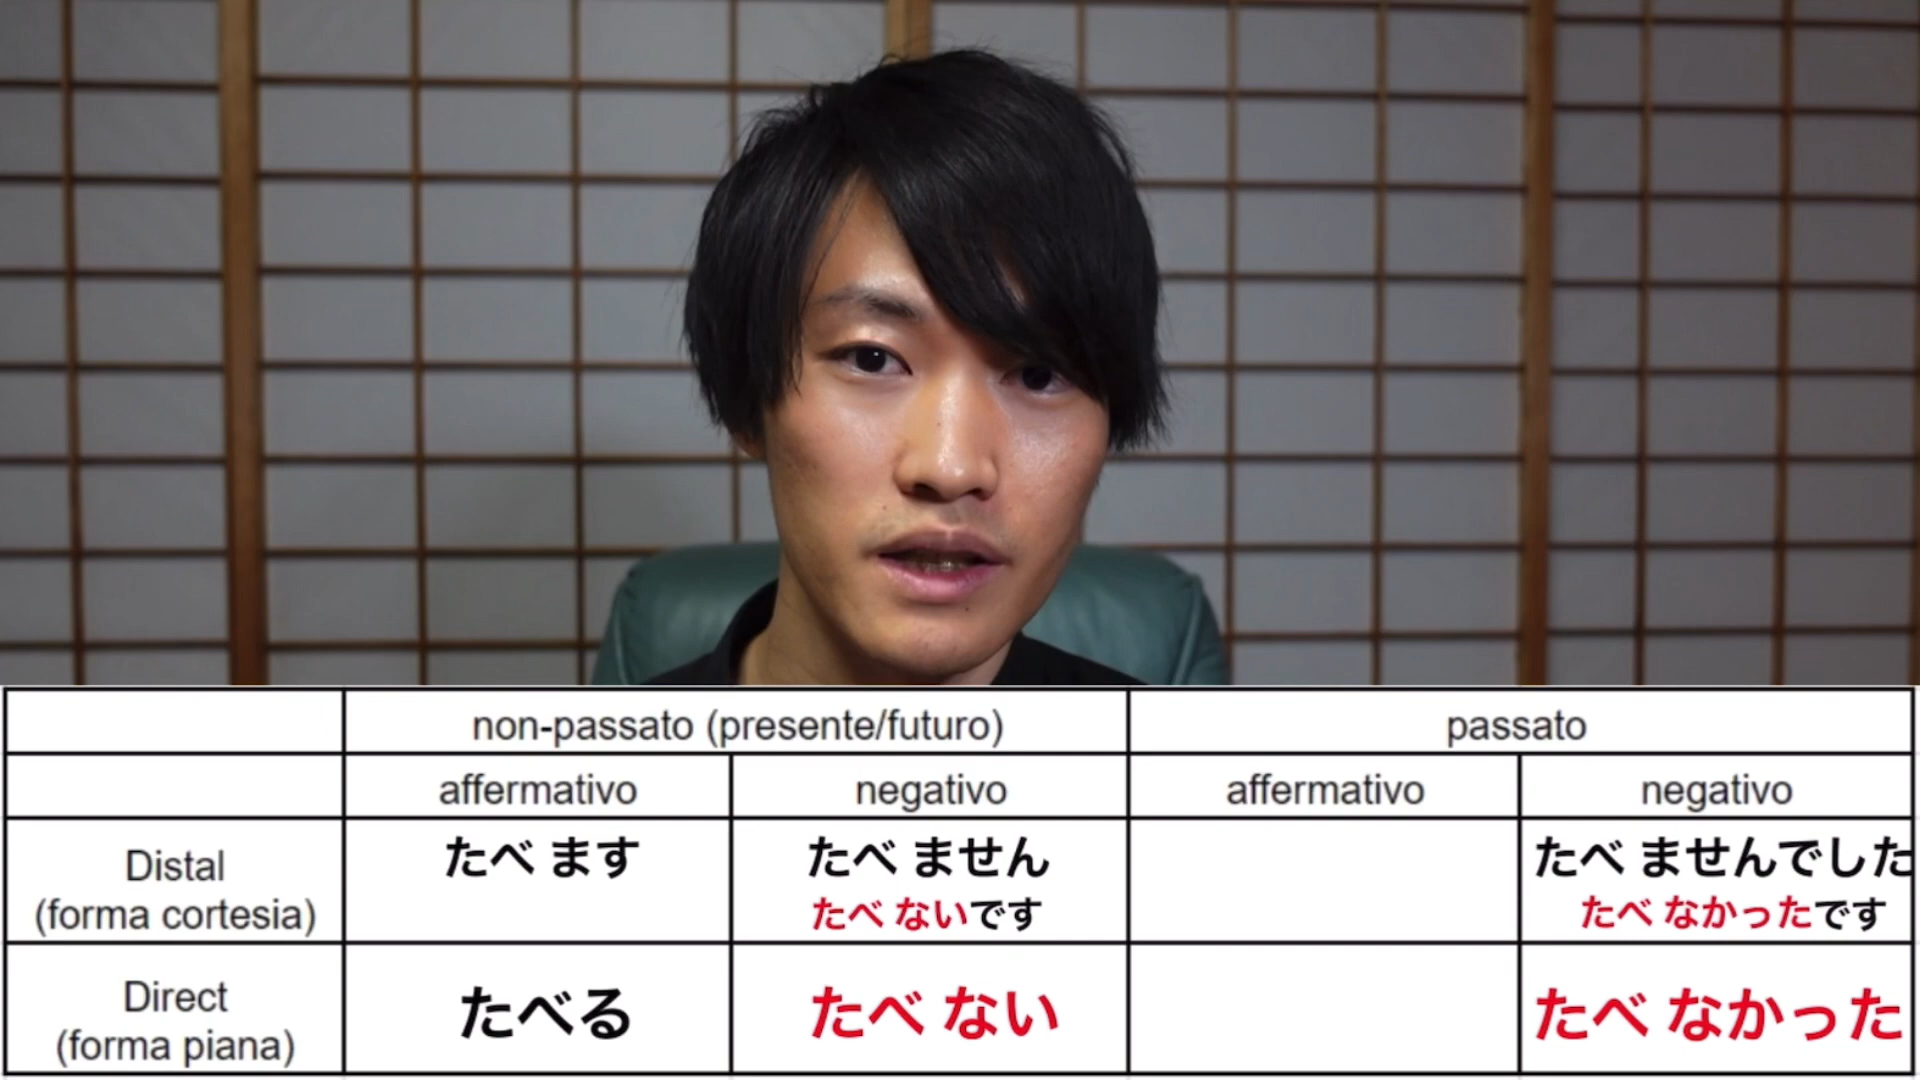 non-passato (presente/futuro)
passato
affermativo
negativo
affermativo
negativo
Distal
(forma cortesia)
たべ ます
たべ ません
たべ ないです
たべ ませんでした
たべ なかったです
Direct
(forma piana)
たべる
たべ ない
たべ なかった